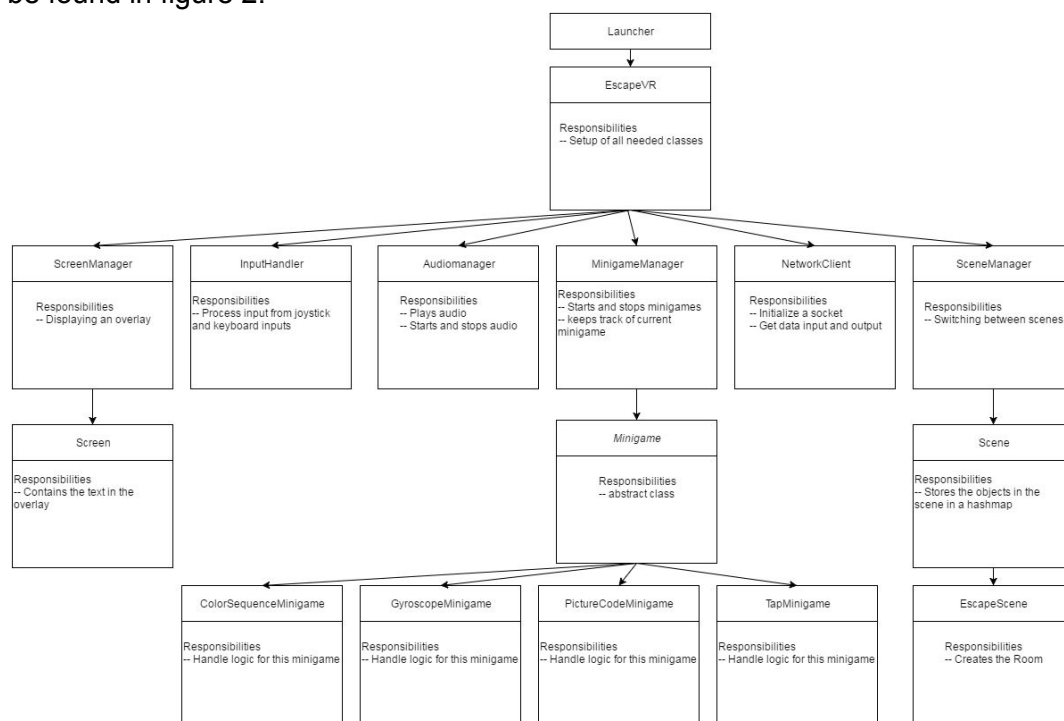 be found in figure 2.
Launcher
EscapeVR
Responsibilities
-- Setup of all needed classes
ScreenManager
Responsibilities
-- Displaying an overlay
InputHandler
Responsibilities
-- Process input from joystick
and keyboard inputs
Audiomanager
Responsibilities
-- Plays audio
-- Starts and stops audio
MinigameManager
Responsibilities
-- Starts and stops minigames
-- keeps track of current
minigame
NetworkClient
Responsibilities
-- Initialize a socket
-- Get data input and output
SceneManager
Responsibilities
-- Switching between scenes
Screen
Responsibilities
-- Contains the text in the
overlay
Minigame
Responsibilities
-- abstract class
Scene
Responsibilities
-- Stores the objects in the
scene in a hashmap
ColorSequenceMinigame
Responsibilities
-- Handle logic for this minigame
GyroscopeMinigame
Responsibilities
-- Handle logic for this minigame
PictureCodeMinigame
Responsibilities
-- Handle logic for this minigame
TapMinigame
Responsibilities
-- Handle logic for this minigame
EscapeScene
Responsibilities
-- Creates the Room